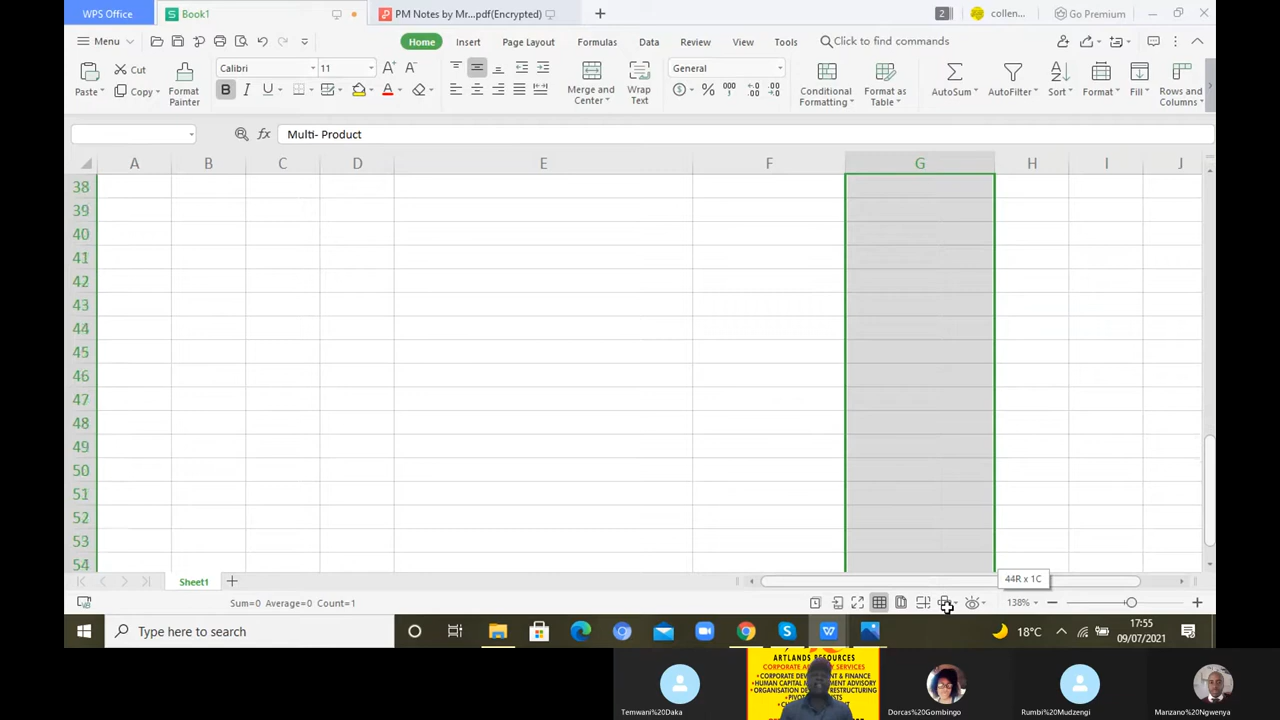 WPS Office
Book1
PM Notes by Mr...pdf(Encrypted)
2
collen...
Go Premium
Menu
Home
Insert
Page Layout
Formulas
Data
Review
View
Tools
Click to find commands
Paste
Cut
Copy
Format
Painter
Calibri
11
Merge and
Center
Wrap
Text
General
Conditional
Formatting
Format as
Table
AutoSum
AutoFilter
Sort
Format
Fill
Rows and
Columns
Multi- Product
A B C D E F G H I J
38
39
40
41
42
43
44
45
46
47
48
49
50
51
52
53
54
44R x 1C
Sheet1
Sum=0 Average=0 Count=1
138%
Type here to search
18°C
17:55
09/07/2021
ARTLANDS RESOURCES
Temwani%20Daka
Dorcas%20Gombingo
Rumbi%20Mudzengi
Manzano%20Ngwenya